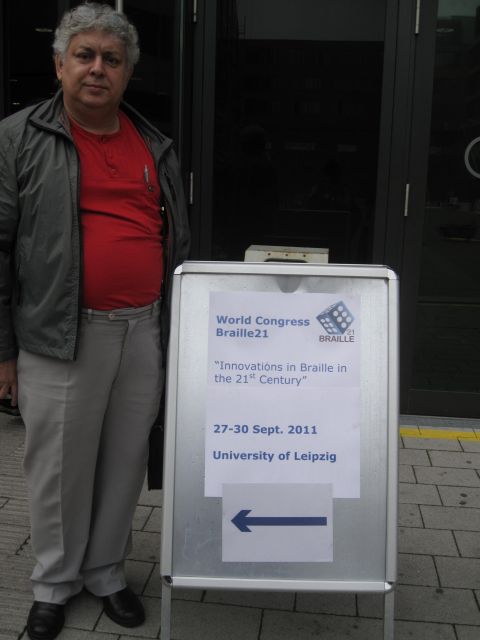 World Congress
Braille21
21
BRAILLE
"Innovations in Braille in
the 21st Century"
27-30 Sept. 2011
University of Leipzig